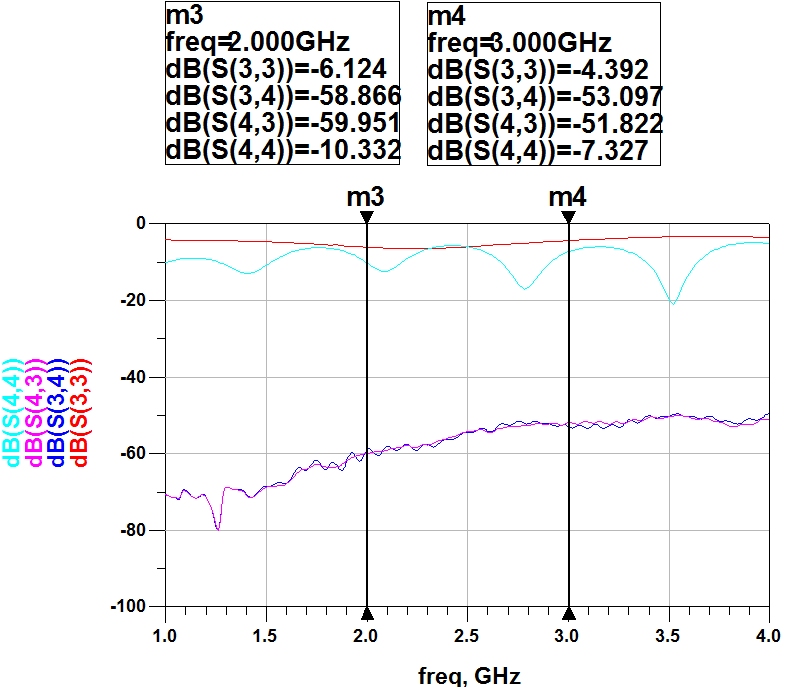 m3
freq=2.000GHz
dB(S(3,3))=-6.124
dB(S(3,4))=-58.866
dB(S(4,3))=-59.951
dB(S(4,4))=-10.332
m4
freq=3.000GHz
dB(S(3,3))=-4.392
dB(S(3,4))=-53.097
dB(S(4,3))=-51.822
dB(S(4,4))=-7.327
m3
m4
0
-20
-40
-60
-80
-100
dB(S(4,4))
dB(S(4,3))
dB(S(3,4))
dB(S(3,3))
1.0
1.5
2.0
2.5
3.0
3.5
4.0
freq, GHz